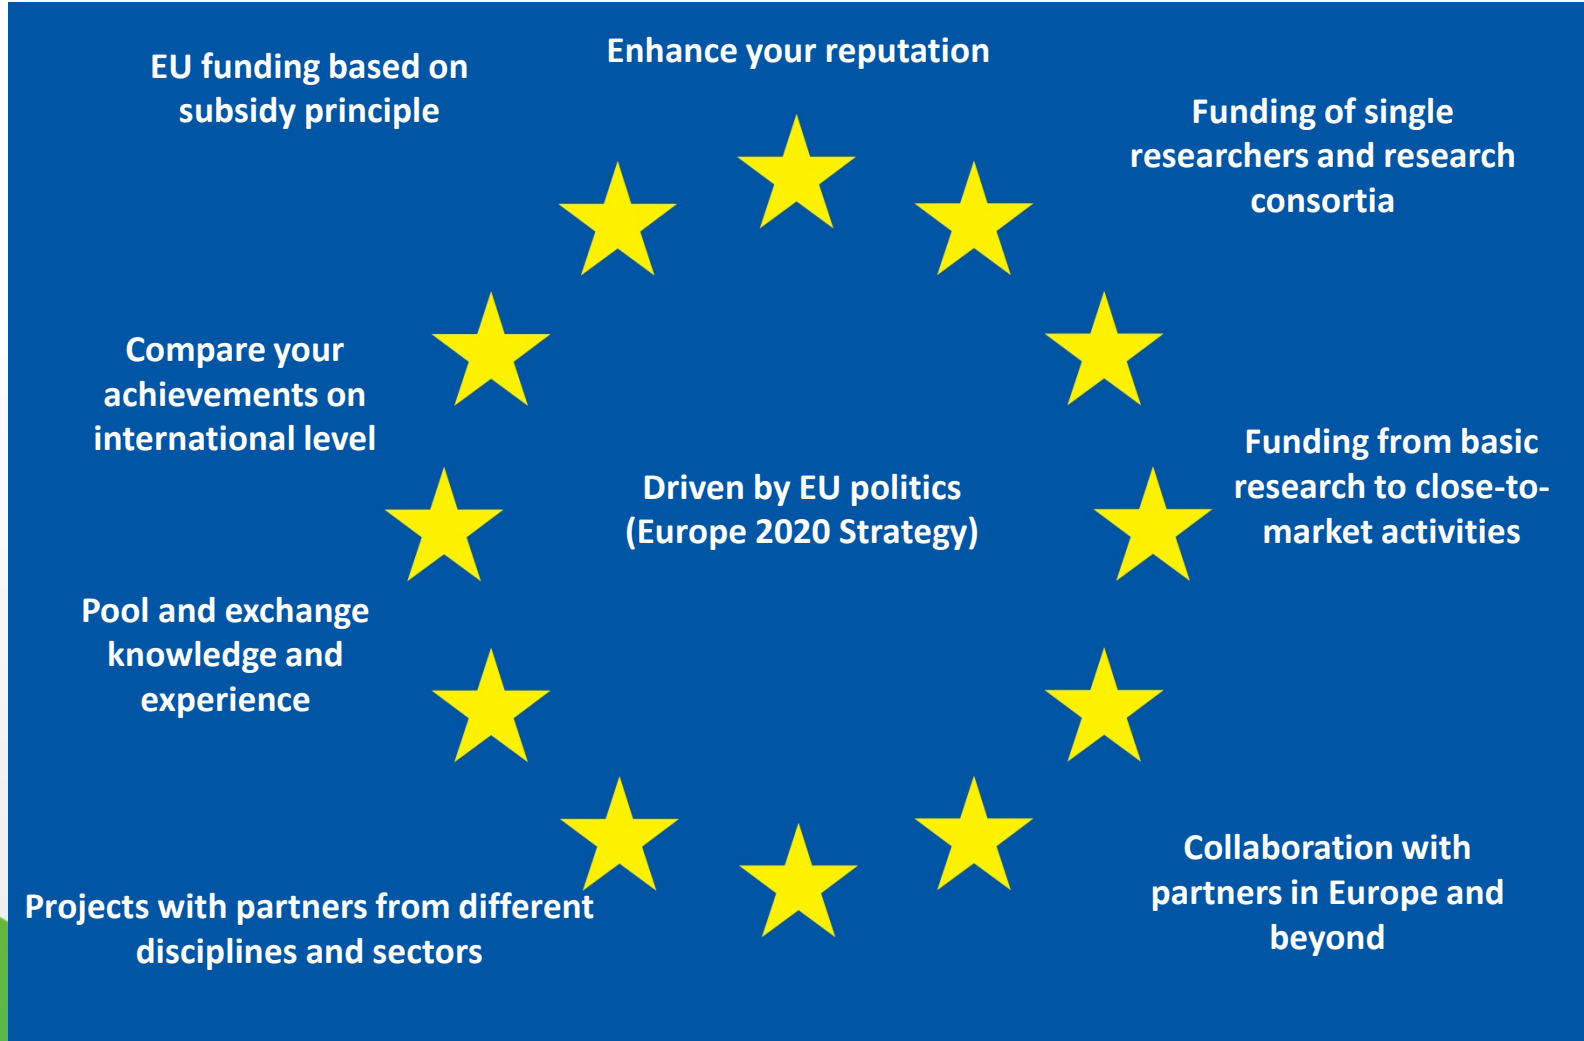 Enhance your reputation
EU funding based on
subsidy principle
Funding of single
researchers and research
consortia
Compare your
achievements on
international level
Funding from basic
research to close-to-
market activities
Driven by EU politics
(Europe 2020 Strategy)
Pool and exchange
knowledge and
experience
Collaboration with
partners in Europe and
beyond
Projects with partners from different
disciplines and sectors